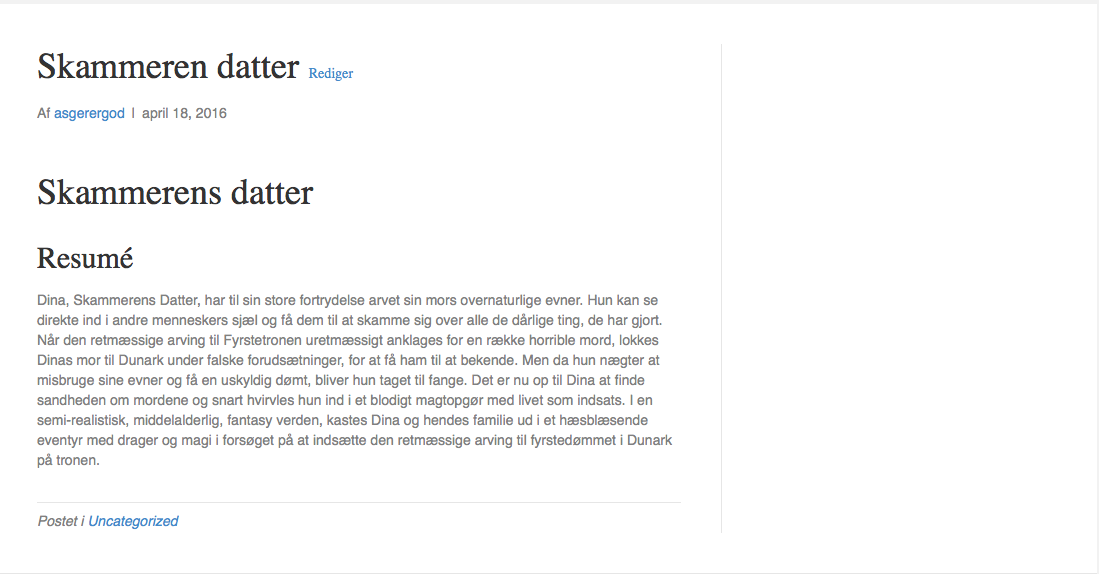 Skammeren datter Rediger
Af asgerergod | april 18, 2016
Skammerens datter
Resumé
Dina, Skammerens Datter, har til sin store fortrydelse arvet sin mors overnaturlige evner. Hun kan se
direkte ind i andre menneskers sjæl og få dem til at skamme sig over alle de dårlige ting, de har gjort.
Når den retmæssige arving til Fyrstetronen uretmæssigt anklages for en række horrible mord, lokkes
Dinas mor til Dunark under falske forudsætninger, for at få ham til at bekende. Men da hun nægter at
misbruge sine evner og få en uskyldig dømt, bliver hun taget til fange. Det er nu op til Dina at finde
sandheden om mordene og snart hvirvles hun ind i et blodigt magtopgør med livet som indsats. I en
semi-realistisk, middelalderlig, fantasy verden, kastes Dina og hendes familie ud i et hæsblæsende
eventyr med drager og magi i forsøget på at indsætte den retmæssige arving til fyrstedømmet i Dunark
på tronen.
Postet i Uncategorized